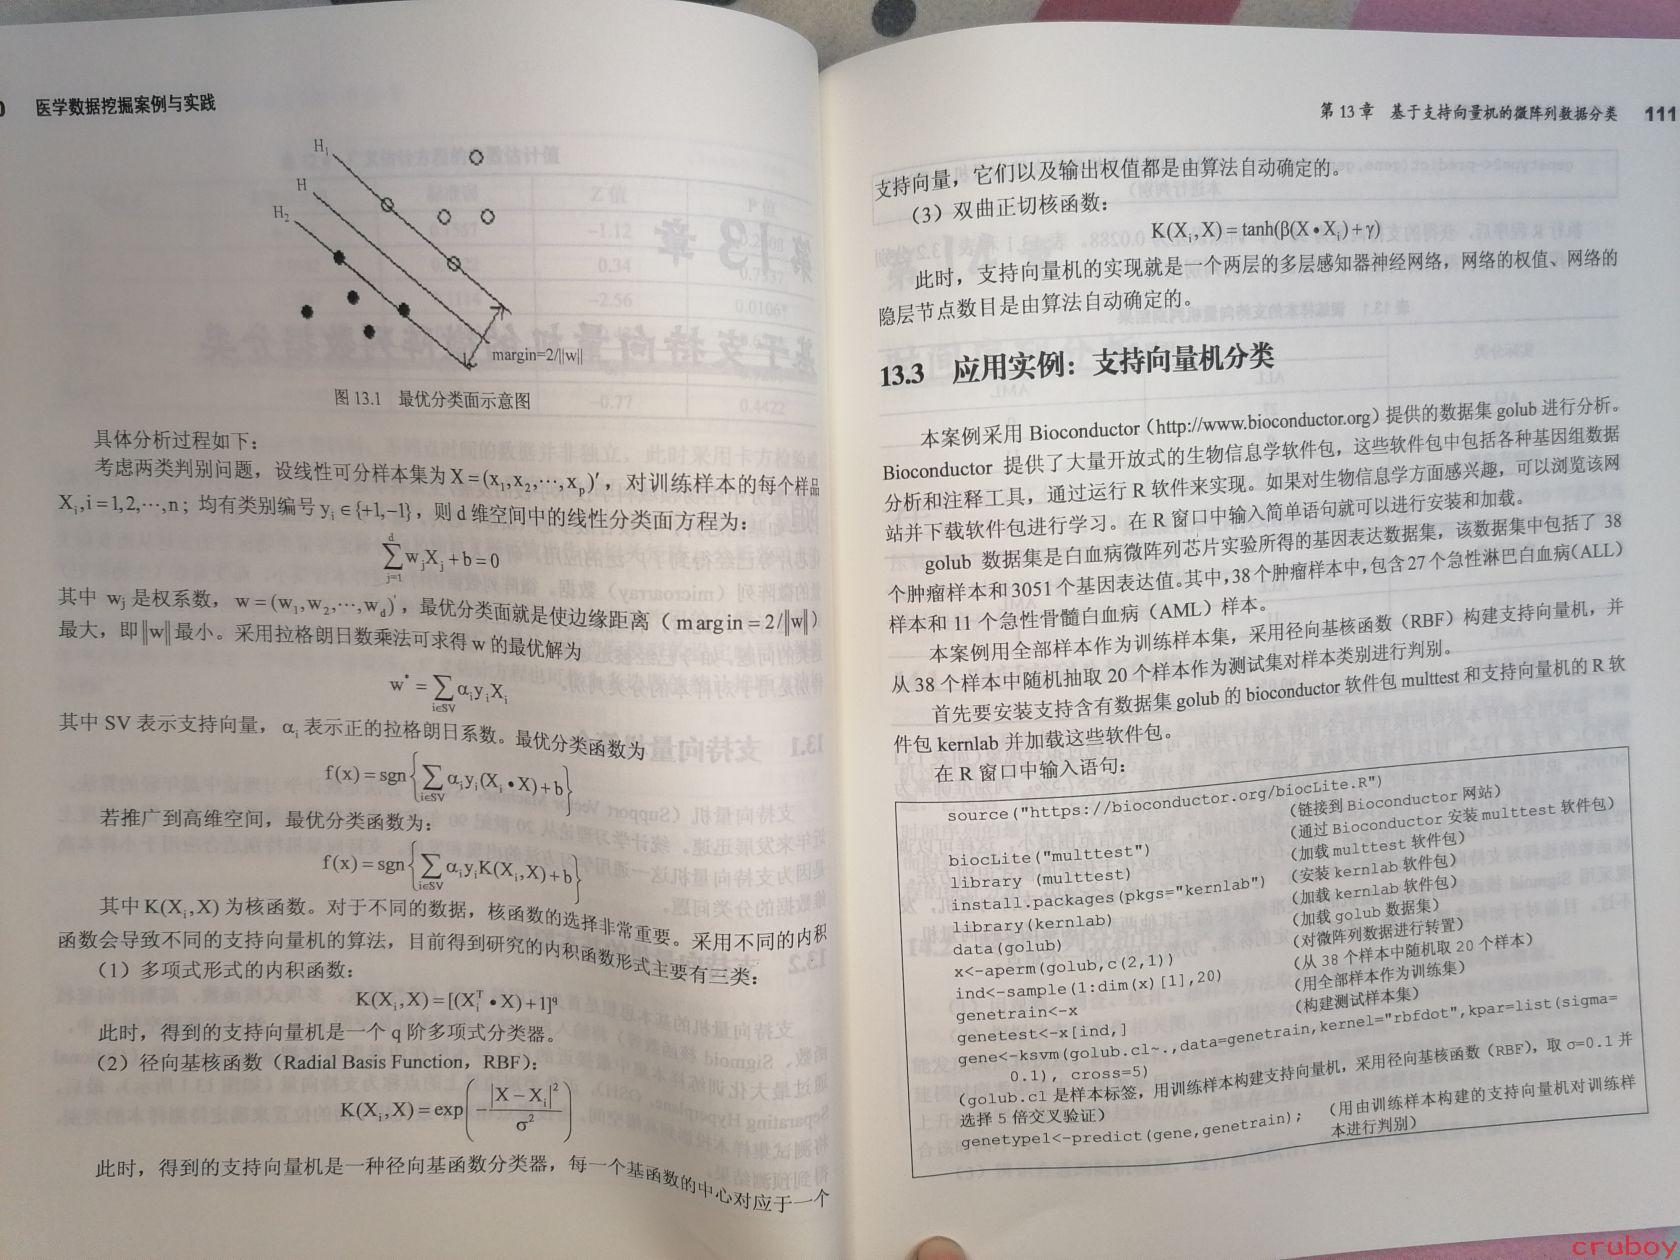 医学数据挖掘案例与实践
H₁
H
H₂
margin=2/||w||
图 13.1 最优分类面示意图
具体分析过程如下：
考虑两类判别问题，设线性可分样本集为 X=(x₁,x₂,⋯,xₚ)′，对训练样本的每个样品
Xᵢ,i=1,2,⋯,n；均有类别编号 yᵢ∈{+1,−1}，则 d 维空间中的线性分类面方程为：
∑_{j=1}^{d} wⱼXⱼ+b=0
其中 wⱼ 是权系数，w=(w₁,w₂,⋯,w_d)′，最优分类面就是使边缘距离（margin=2/||w||）
最大，即||w||最小。采用拉格朗日数乘法可求得 w 的最优解为
w*=∑_{i∈SV} αᵢyᵢXᵢ
其中 SV 表示支持向量，αᵢ 表示正的拉格朗日系数。最优分类函数为
f(x)=sgn{∑_{i∈SV} αᵢyᵢ(Xᵢ•X)+b}
若推广到高维空间，最优分类函数为：
f(x)=sgn{∑_{i∈SV} αᵢyᵢK(Xᵢ,X)+b}
其中 K(Xᵢ,X) 为核函数。对于不同的数据，核函数的选择非常重要。采用不同的内积
函数会导致不同的支持向量机的算法，目前得到研究的内积函数形式主要有三类：
（1）多项式形式的内积函数：
K(Xᵢ,X)=[(Xᵢᵀ•X)+1]^q
此时，得到的支持向量机是一个 q 阶多项式分类器。
（2）径向基核函数（Radial Basis Function，RBF）：
K(Xᵢ,X)=exp(−|X−Xᵢ|²/σ²)
此时，得到的支持向量机是一种径向基函数分类器，每一个基函数的中心对应于一个
第 13 章 基于支持向量机的微阵列数据分类 111
支持向量，它们以及输出权值都是由算法自动确定的。
（3）双曲正切核函数：
K(Xᵢ,X)=tanh(β(X•Xᵢ)+γ)
此时，支持向量机的实现就是一个两层的多层感知器神经网络，网络的权值、网络的
隐层节点数目是由算法自动确定的。
13.3 应用实例：支持向量机分类
本案例采用 Bioconductor（http://www.bioconductor.org）提供的数据集 golub 进行分析。
Bioconductor 提供了大量开放式的生物信息学软件包，这些软件包中包括各种基因组数据
分析和注释工具，通过运行 R 软件来实现。如果对生物信息学方面感兴趣，可以浏览该网
站并下载软件包进行学习。在 R 窗口中输入简单语句就可以进行安装和加载。
golub 数据集是白血病微阵列芯片实验所得的基因表达数据集，该数据集中包括了 38
个肿瘤样本和 3051 个基因表达值。其中，38 个肿瘤样本中，包含 27 个急性淋巴白血病（ALL）
样本和 11 个急性骨髓白血病（AML）样本。
本案例用全部样本作为训练样本集，采用径向基核函数（RBF）构建支持向量机，并
从 38 个样本中随机抽取 20 个样本作为测试集对样本类别进行判别。
首先要安装支持含有数据集 golub 的 bioconductor 软件包 multtest 和支持向量机的 R 软
件包 kernlab 并加载这些软件包。
在 R 窗口中输入语句：
source("https://bioconductor.org/biocLite.R")
（链接到 Bioconductor 网站）
biocLite("multtest") （通过 Bioconductor 安装 multtest 软件包）
library (multtest) （加载 multtest 软件包）
install.packages(pkgs="kernlab") （安装 kernlab 软件包）
library(kernlab) （加载 kernlab 软件包）
data(golub) （加载 golub 数据集）
x<-aperm(golub,c(2,1)) （对微阵列数据进行转置）
ind<-sample(1:dim(x)[1],20) （从 38 个样本中随机取 20 个样本）
genetrain<-x （用全部样本作为训练集）
genetest<-x[ind,] （构建测试样本集）
gene<-ksvm(golub.cl~.,data=genetrain,kernel="rbfdot",kpar=list(sigma=
0.1), cross=5)
（golub.cl 是样本标签，用训练样本构建支持向量机，采用径向基核函数（RBF），取 σ=0.1 并
选择 5 倍交叉验证）
genetype1<-predict(gene,genetrain); （用由训练样本构建的支持向量机对训练样
本进行判别）
cruboy